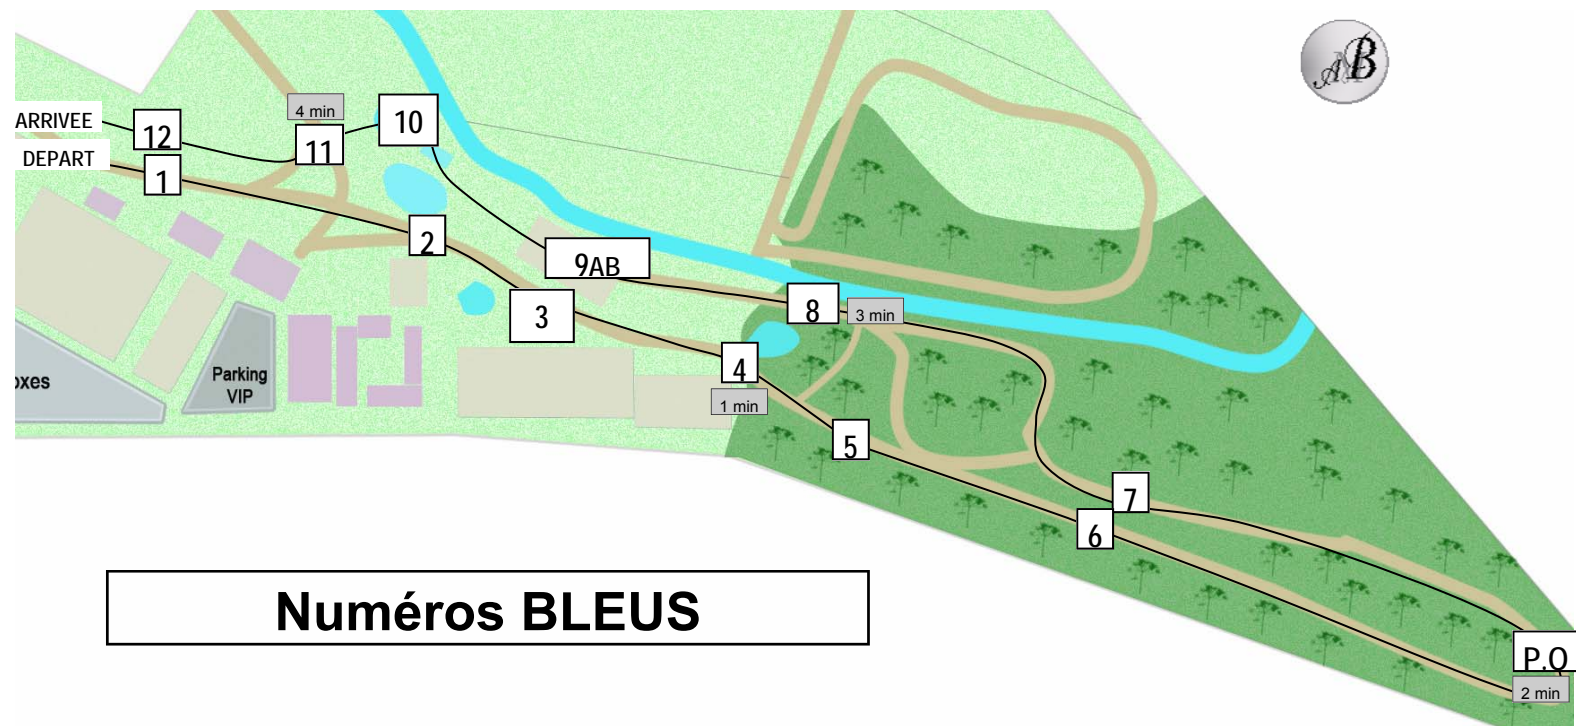 AB
ARRIVEE
12
4 min
11
10
DEPART
1
2
9AB
3
8
3 min
4
1 min
5
7
6
oxes
Parking
VIP
Numéros BLEUS
P.O
2 min